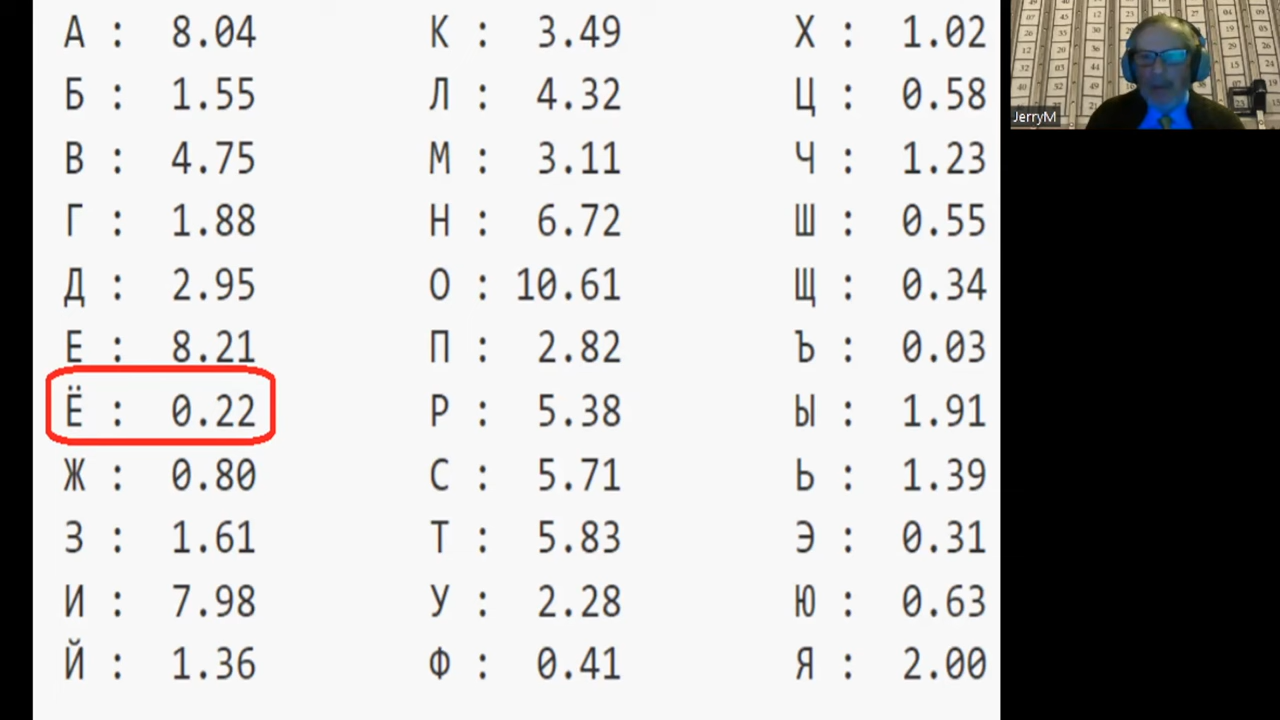 А : 8.04 К : 3.49 Х : 1.02
Б : 1.55 Л : 4.32 Ц : 0.58
В : 4.75 М : 3.11 Ч : 1.23
Г : 1.88 Н : 6.72 Ш : 0.55
Д : 2.95 О : 10.61 Щ : 0.34
Е : 8.21 П : 2.82 Ъ : 0.03
Ё : 0.22 Р : 5.38 Ы : 1.91
Ж : 0.80 С : 5.71 Ь : 1.39
З : 1.61 Т : 5.83 Э : 0.31
И : 7.98 У : 2.28 Ю : 0.63
Й : 1.36 Ф : 0.41 Я : 2.00
JerryM